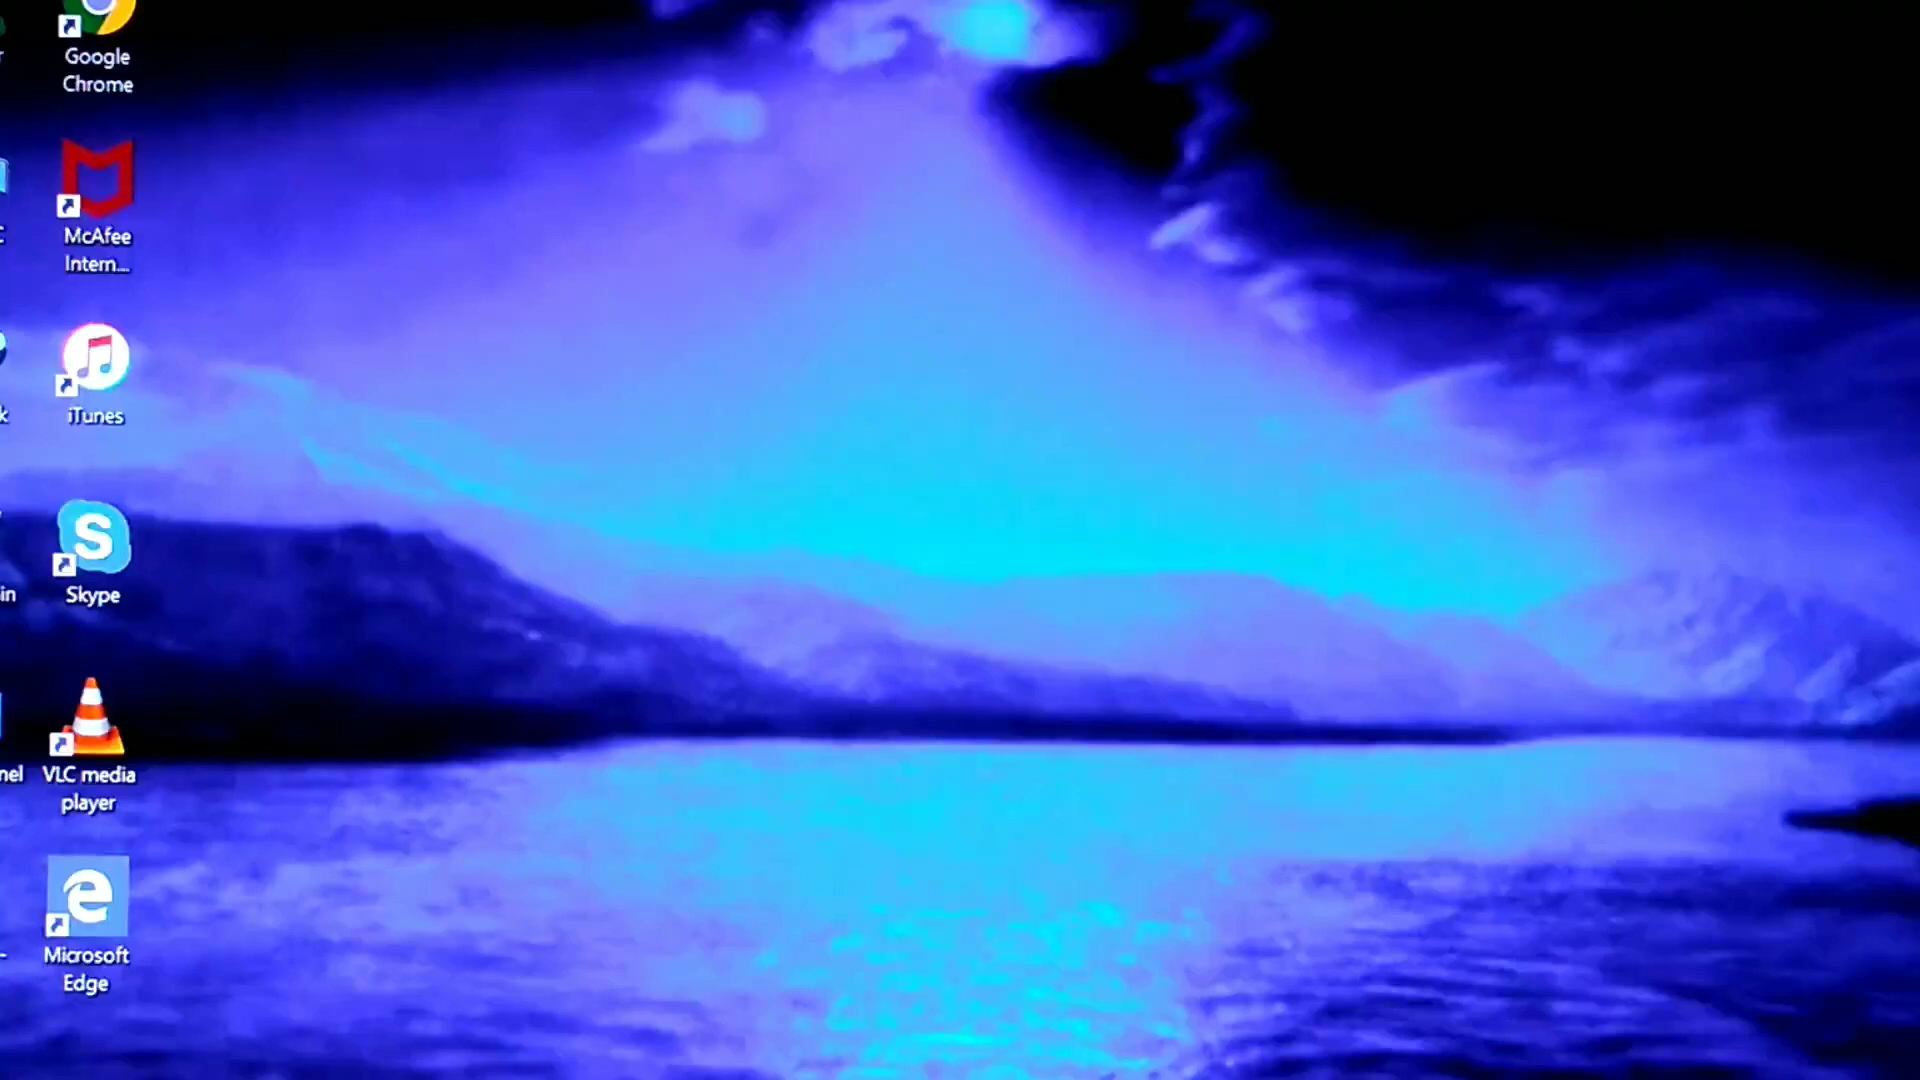 Google
Chrome
McAfee
Intern...
iTunes
Skype
VLC media
player
Microsoft
Edge